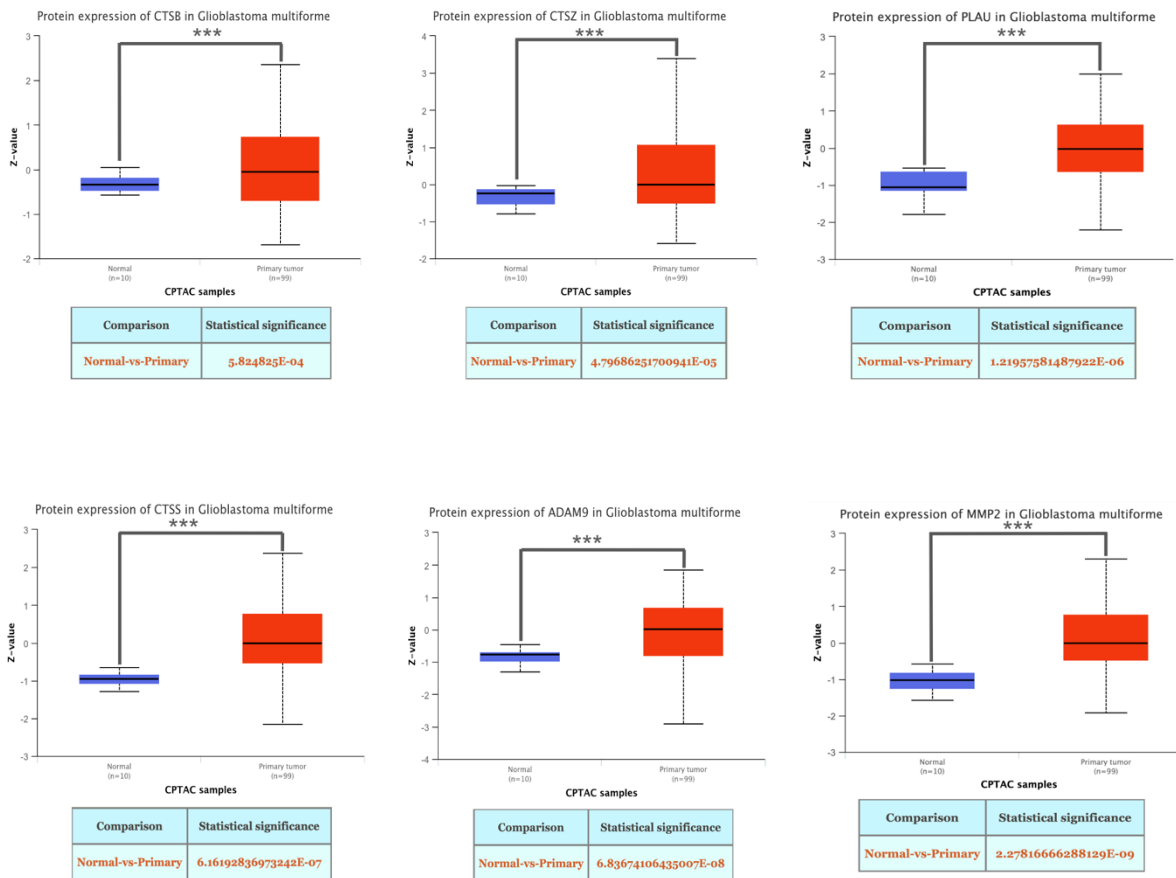 Protein expression of CTSB in Glioblastoma multiforme
***
3
2
1
0
-1
-2
Z-value
Normal
(n=10)
Primary tumor
(n=99)
CPTAC samples
Comparison Statistical significance
Normal-vs-Primary 5.824825E-04
Protein expression of CTSZ in Glioblastoma multiforme
***
4
3
2
1
0
-1
-2
Z-value
Normal
(n=10)
Primary tumor
(n=99)
CPTAC samples
Comparison Statistical significance
Normal-vs-Primary 4.79686251700941E-05
Protein expression of PLAU in Glioblastoma multiforme
***
3
2
1
0
-1
-2
-3
Z-value
Normal
(n=10)
Primary tumor
(n=99)
CPTAC samples
Comparison Statistical significance
Normal-vs-Primary 1.21957581487922E-06
Protein expression of CTSS in Glioblastoma multiforme
***
3
2
1
0
-1
-2
-3
Z-value
Normal
(n=10)
Primary tumor
(n=99)
CPTAC samples
Comparison Statistical significance
Normal-vs-Primary 6.16192836973242E-07
Protein expression of ADAM9 in Glioblastoma multiforme
***
3
2
1
0
-1
-2
-3
-4
Z-value
Normal
(n=10)
Primary tumor
(n=99)
CPTAC samples
Comparison Statistical significance
Normal-vs-Primary 6.83674106435007E-08
Protein expression of MMP2 in Glioblastoma multiforme
***
3
2
1
0
-1
-2
-3
Z-value
Normal
(n=10)
Primary tumor
(n=99)
CPTAC samples
Comparison Statistical significance
Normal-vs-Primary 2.27816666288129E-09